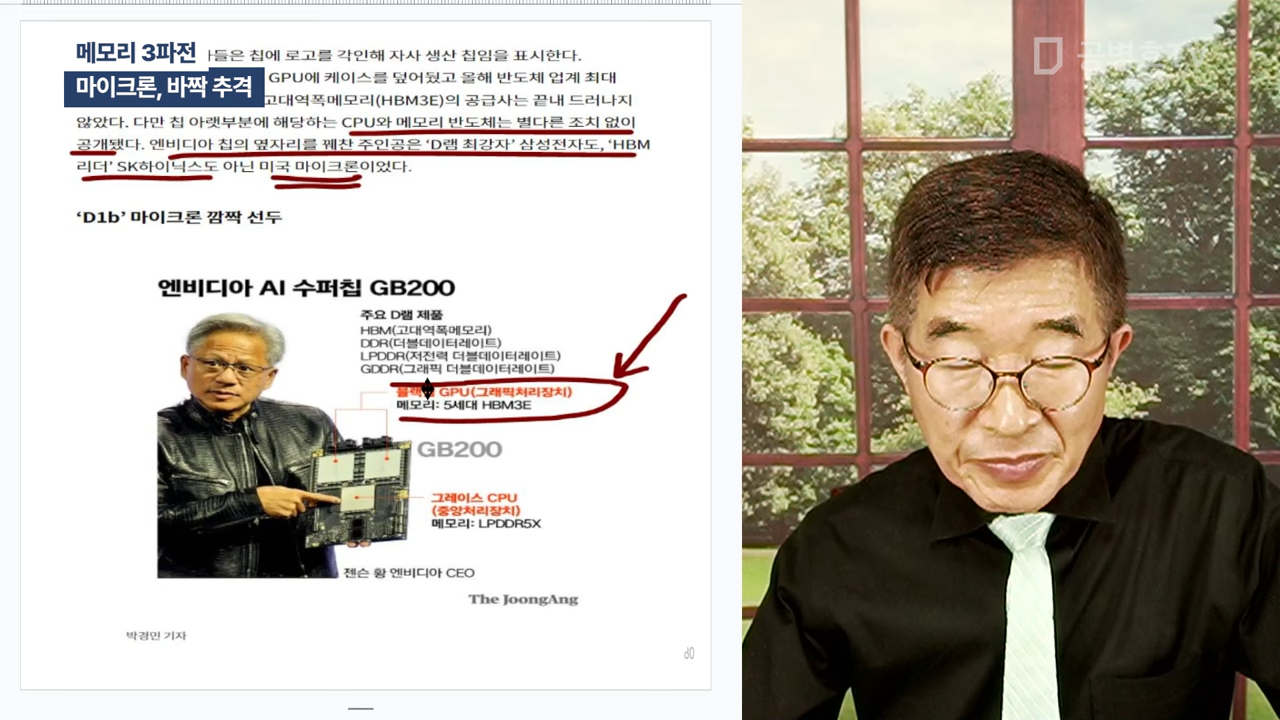 메모리 3파전
마이크론, 바짝 추격
들은 칩에 로고를 각인해 자사 생산 칩임을 표시한다.
GPU에 케이스를 덮어뒀고 올해 반도체 업계 최대
고대역폭메모리(HBM3E)의 공급사는 끝내 드러나지
않았다. 다만 칩 아랫부분에 해당하는 CPU와 메모리 반도체는 별다른 조치 없이
공개됐다. 엔비디아 칩의 옆자리를 꿰찬 주인공은 ‘D램 최강자’ 삼성전자도, ‘HBM
리더’ SK하이닉스도 아닌 미국 마이크론이었다.
‘D1b’ 마이크론 깜짝 선두
엔비디아 AI 수퍼칩 GB200
주요 D램 제품
HBM(고대역폭메모리)
DDR(더블데이터레이트)
LPDDR(저전력 더블데이터레이트)
GDDR(그래픽 더블데이터레이트)
GPU(그래픽처리장치)
메모리: 5세대 HBM3E
GB200
그레이스 CPU
(중앙처리장치)
메모리: LPDDR5X
젠슨 황 엔비디아 CEO
The JoongAng
박경민 기자